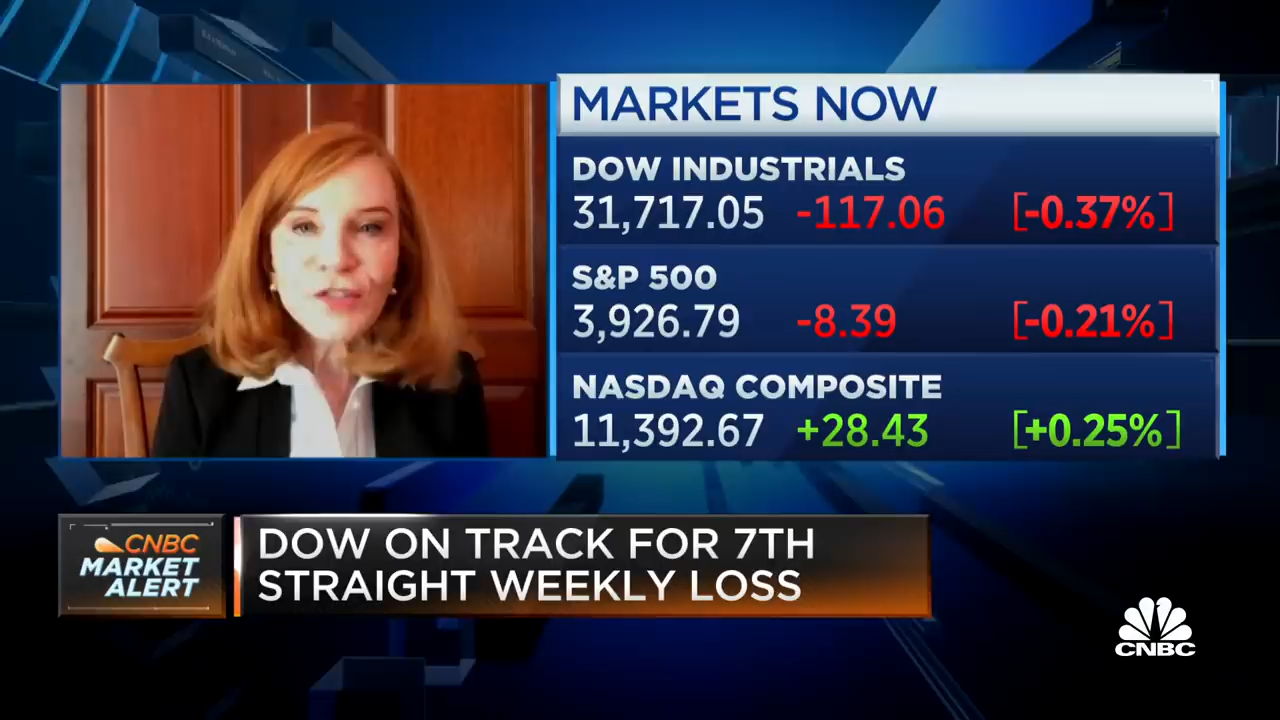 MARKETS NOW
DOW INDUSTRIALS
31,717.05 -117.06 [-0.37%]
S&P 500
3,926.79 -8.39 [-0.21%]
NASDAQ COMPOSITE
11,392.67 +28.43 [+0.25%]
CNBC
MARKET
ALERT
DOW ON TRACK FOR 7TH
STRAIGHT WEEKLY LOSS
CNBC